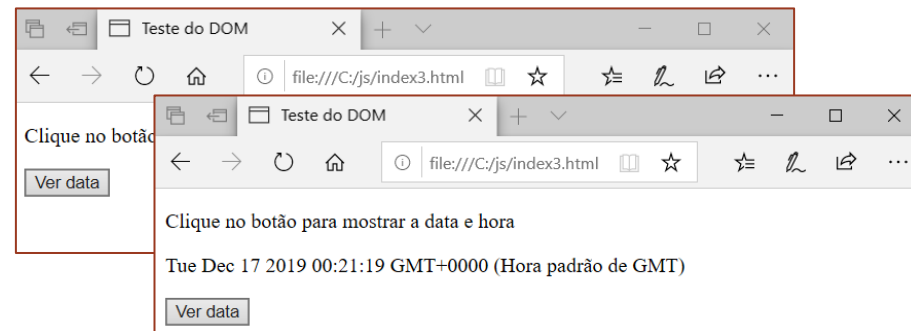 Teste do DOM
file:///C:/js/index3.html
Clique no botão
Ver data
Teste do DOM
file:///C:/js/index3.html
Clique no botão para mostrar a data e hora
Tue Dec 17 2019 00:21:19 GMT+0000 (Hora padrão de GMT)
Ver data